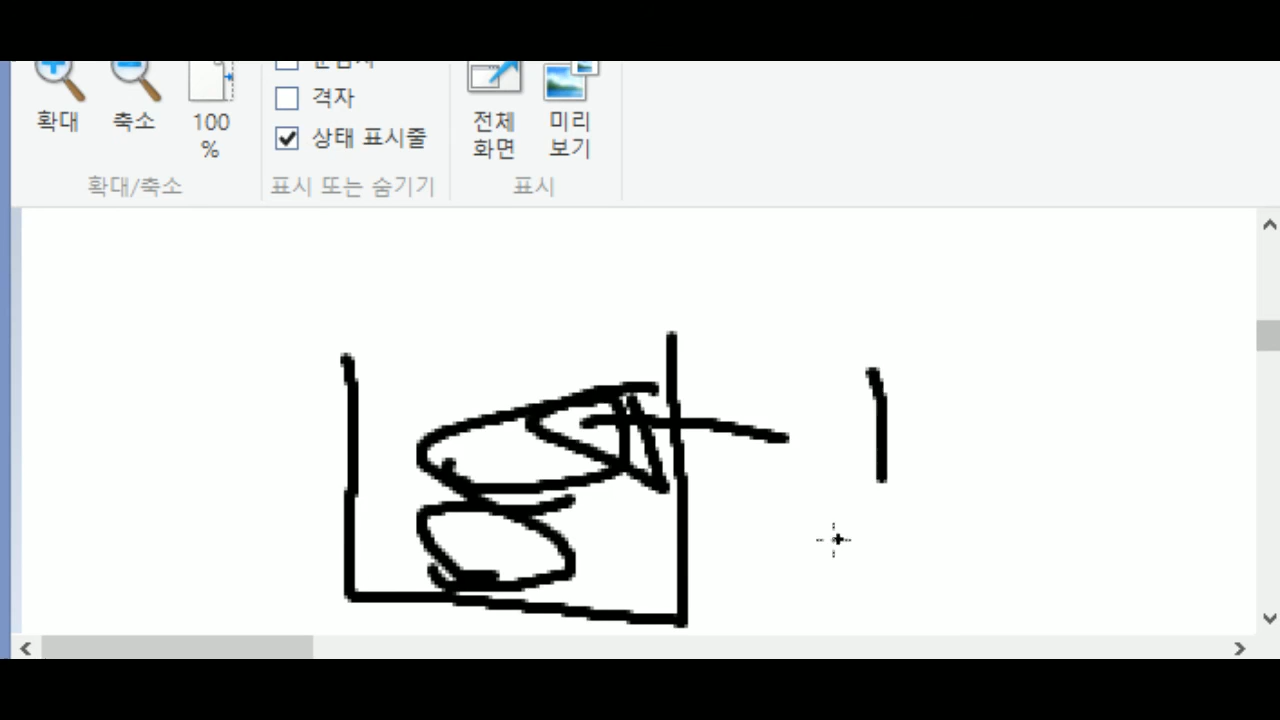 격자
확대
축소
100
%
상태 표시줄
전체
화면
미리
보기
확대/축소
표시 또는 숨기기
표시